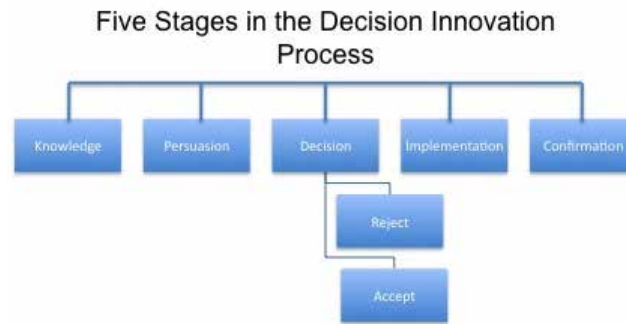 Five Stages in the Decision Innovation
Process
Knowledge
Persuasion
Decision
Implementation
Confirmation
Reject
Accept